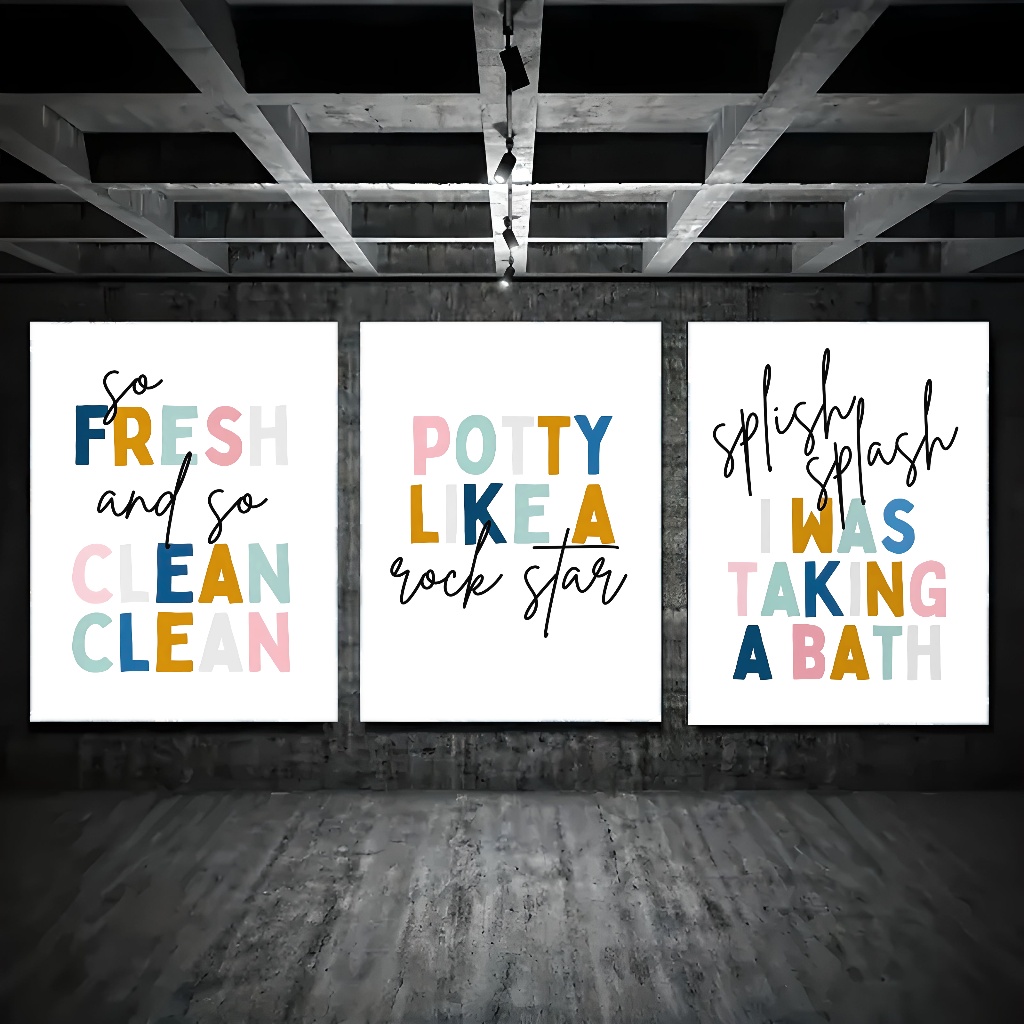 so
FRESH
and so
CLEAN
CLEAN
POTTY
LIKE A
rock star
splish
splash
I WAS
TAKING
A BATH